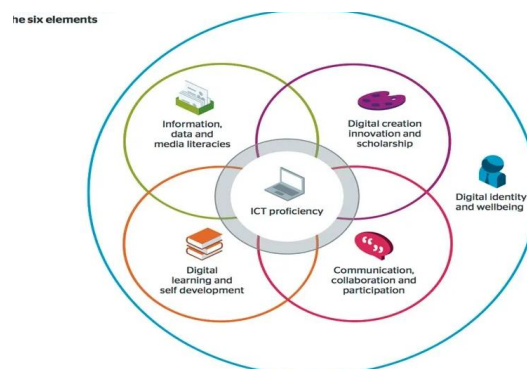 he six elements
Information,
data and
media literacies
Digital creation
innovation and
scholarship
ICT proficiency
Digital identity
and wellbeing
Digital
learning and
self development
Communication,
collaboration and
participation